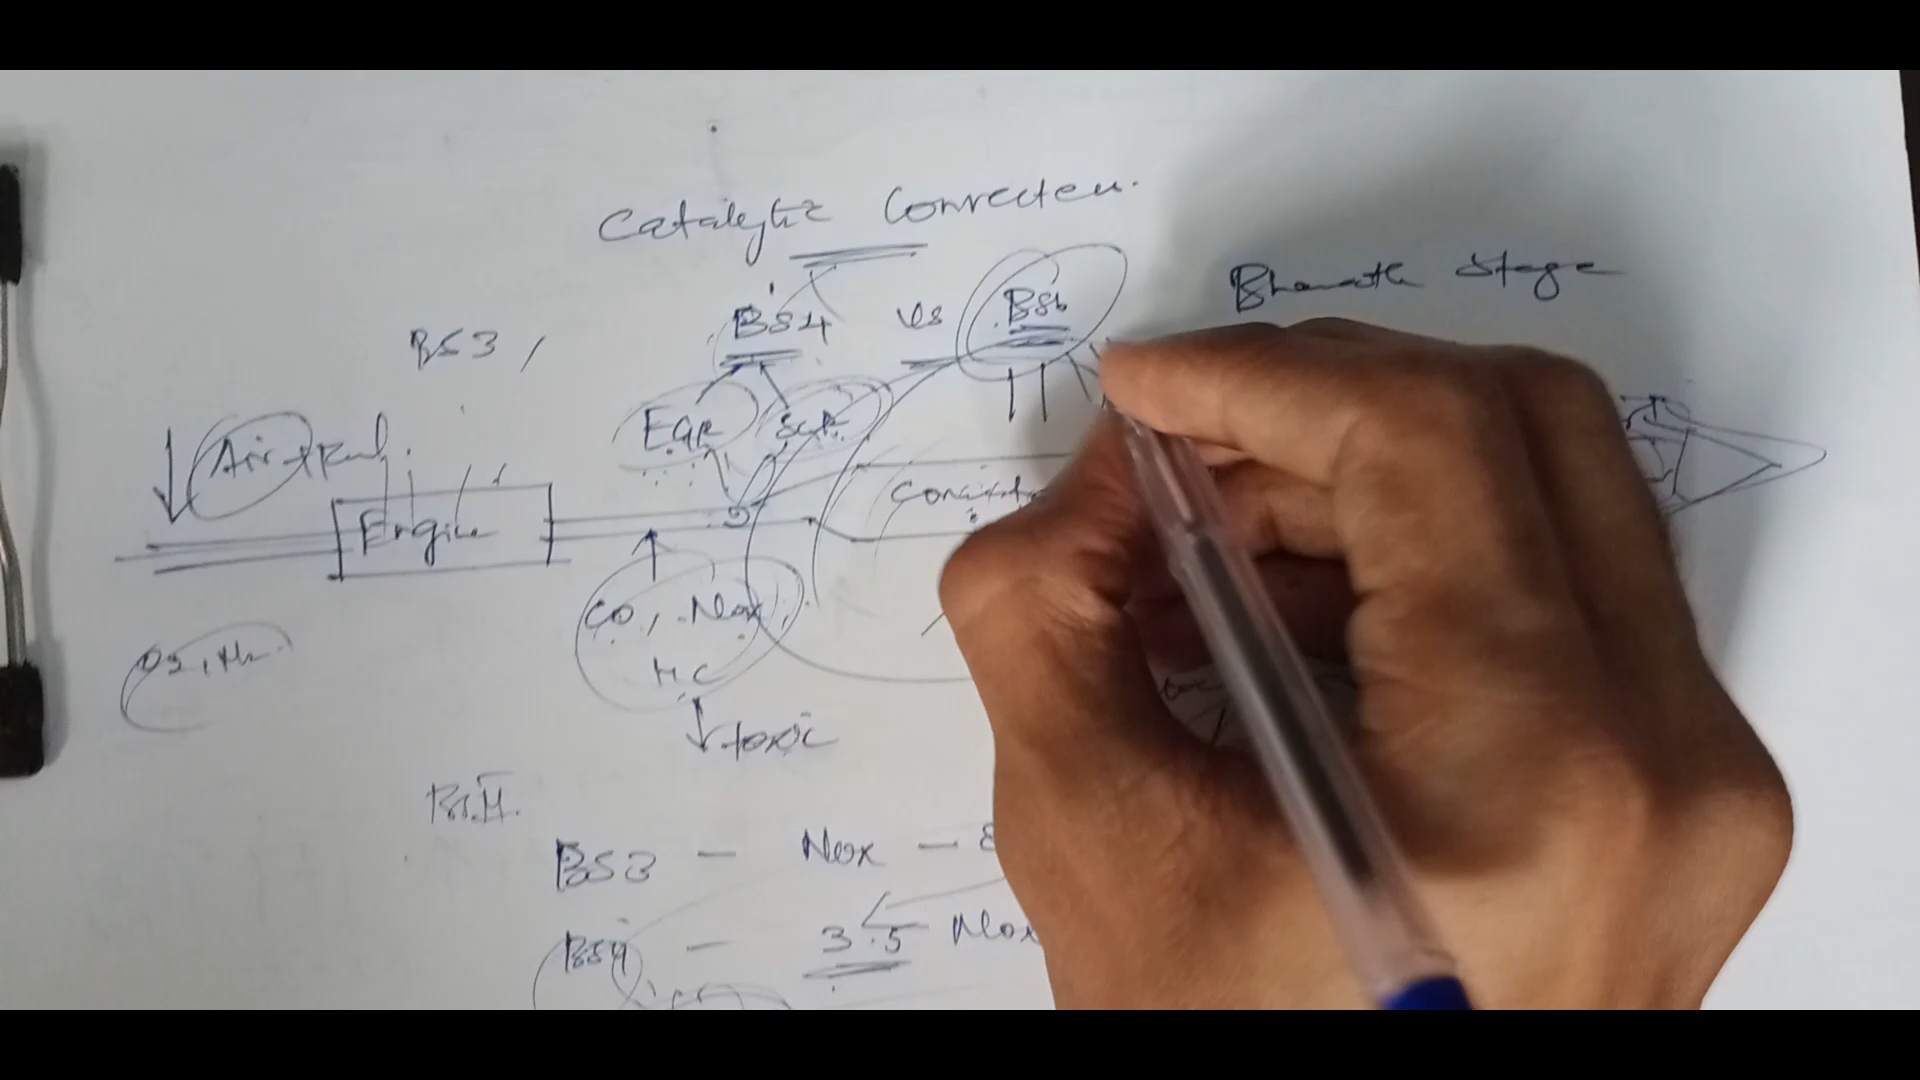 Catalytic Convecter.
Bharath Stage
BS3, BS4 Vs BS6
EGR SCR
Air + Fuel
Engine
CO, Nox
HC
toxic
BS3 - Nox -
BS4 - 3.5 Nox